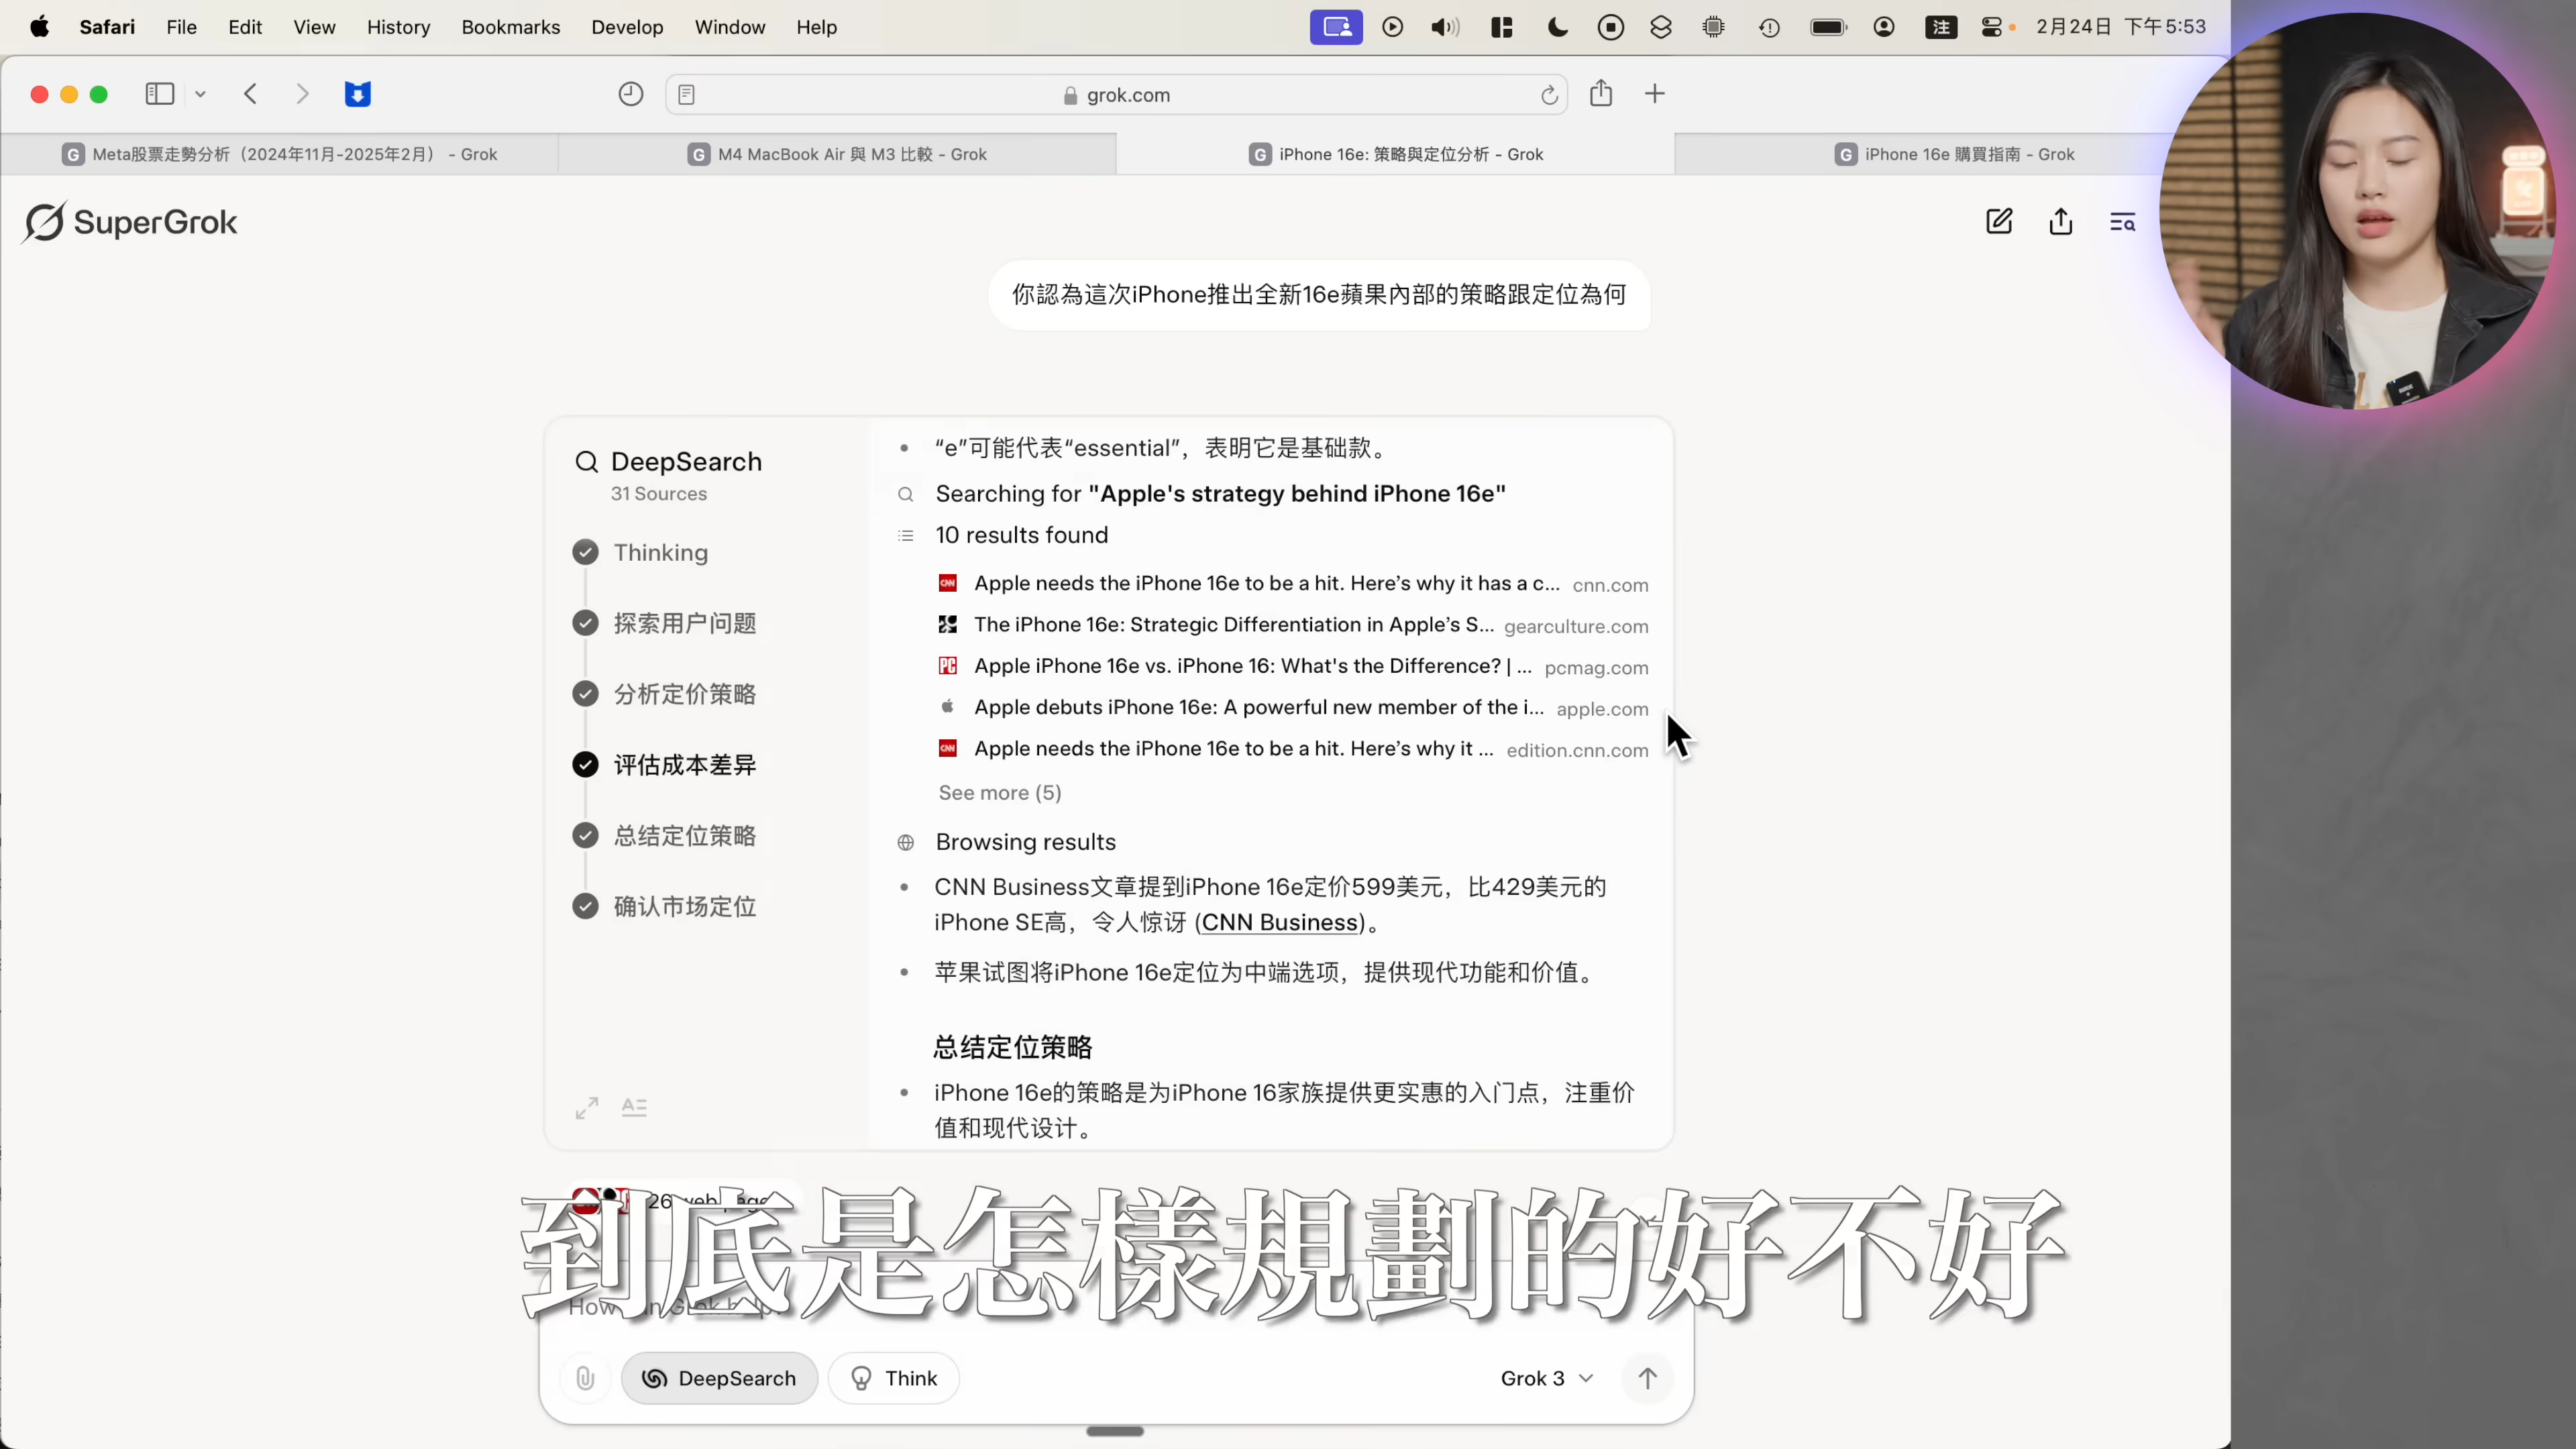 Safari File Edit View History Bookmarks Develop Window Help 注 2月24日 下午5:53
grok.com
Meta股票走勢分析（2024年11月-2025年2月） - Grok
M4 MacBook Air 與 M3 比較 - Grok
iPhone 16e: 策略與定位分析 - Grok
iPhone 16e 購買指南 - Grok
SuperGrok
你認為這次iPhone推出全新16e蘋果內部的策略跟定位為何
DeepSearch
31 Sources
Thinking
探索用户问题
分析定价策略
评估成本差异
总结定位策略
确认市场定位
“e”可能代表“essential”，表明它是基础款。
Searching for "Apple's strategy behind iPhone 16e"
10 results found
Apple needs the iPhone 16e to be a hit. Here’s why it has a c... cnn.com
The iPhone 16e: Strategic Differentiation in Apple’s S... gearculture.com
Apple iPhone 16e vs. iPhone 16: What's the Difference? | ... pcmag.com
Apple debuts iPhone 16e: A powerful new member of the i... apple.com
Apple needs the iPhone 16e to be a hit. Here’s why it ... edition.cnn.com
See more (5)
Browsing results
CNN Business文章提到iPhone 16e定价599美元，比429美元的
iPhone SE高，令人惊讶 (CNN Business)。
苹果试图将iPhone 16e定位为中端选项，提供现代功能和价值。
总结定位策略
iPhone 16e的策略是为iPhone 16家族提供更实惠的入门点，注重价
值和现代设计。
到底是怎樣規劃的好不好
DeepSearch
Think
Grok 3